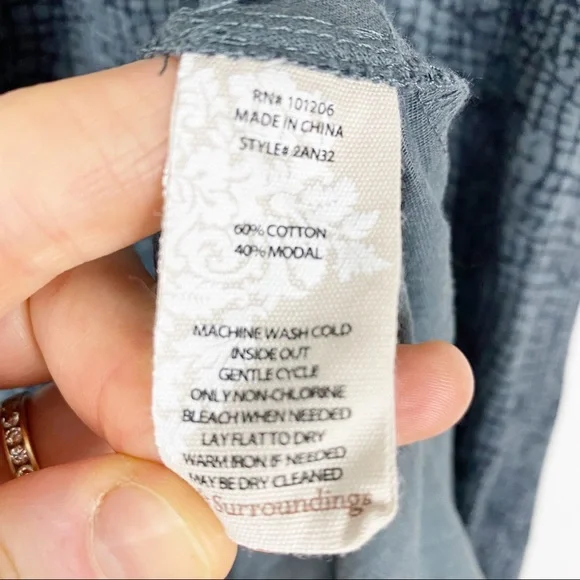 RN# 101206
MADE IN CHINA
STYLE# 2AN32
60% COTTON
40% MODAL
MACHINE WASH COLD
INSIDE OUT
GENTLE CYCLE
ONLY NON-CHLORINE
BLEACH WHEN NEEDED
LAY FLAT TO DRY
WARM IRON IF NEEDED
MAY BE DRY CLEANED
Surroundings